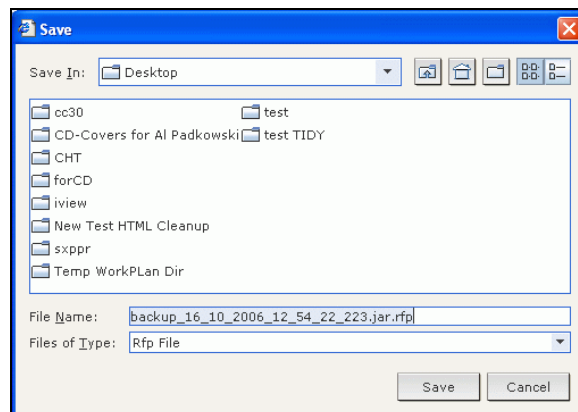 Save
Save In: Desktop
cc30 test
CD-Covers for Al Padkowski test TIDY
CHT
forCD
iview
New Test HTML Cleanup
sxppr
Temp WorkPLan Dir
File Name: backup_16_10_2006_12_54_22_223.jar.rfp
Files of Type: Rfp File
Save Cancel